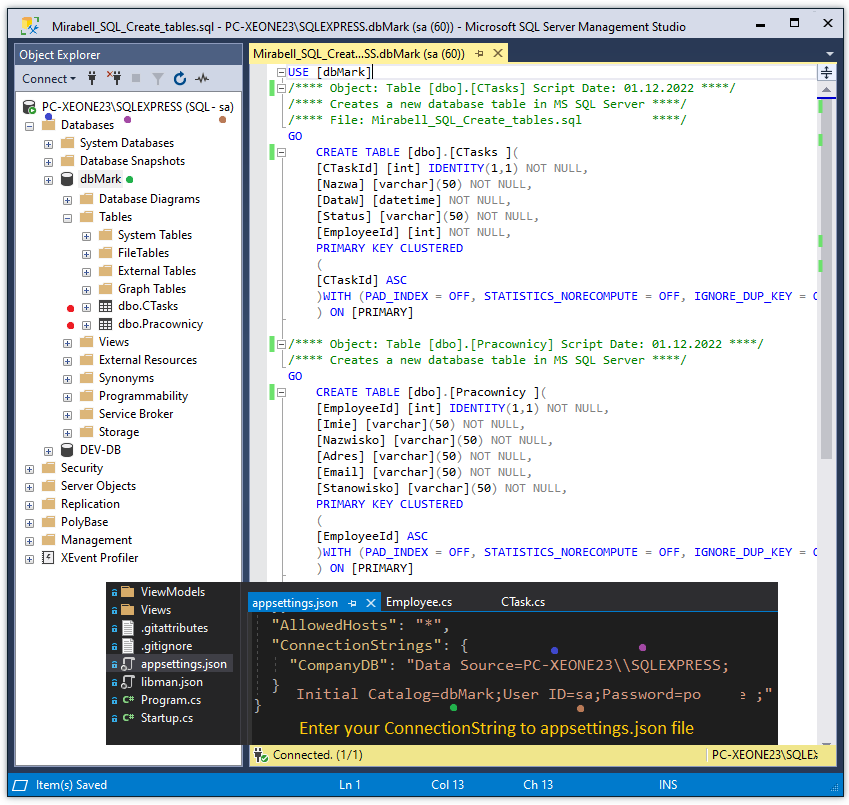 Mirabell_SQL_Create_tables.sql - PC-XEONE23\SQLEXPRESS.dbMark (sa (60)) - Microsoft SQL Server Management Studio
Object Explorer
Connect
PC-XEONE23\SQLEXPRESS (SQL - sa)
Databases
System Databases
Database Snapshots
dbMark
Database Diagrams
Tables
System Tables
FileTables
External Tables
Graph Tables
dbo.CTasks
dbo.Pracownicy
Views
External Resources
Synonyms
Programmability
Service Broker
Storage
DEV-DB
Security
Server Objects
Replication
PolyBase
Management
XEvent Profiler
Mirabell_SQL_Creat...SS.dbMark (sa (60))
USE [dbMark]
/**** Object: Table [dbo].[CTasks] Script Date: 01.12.2022 ****/
/**** Creates a new database table in MS SQL Server ****/
/**** File: Mirabell_SQL_Create_tables.sql ****/
GO
CREATE TABLE [dbo].[CTasks ](
[CTaskId] [int] IDENTITY(1,1) NOT NULL,
[Nazwa] [varchar](50) NOT NULL,
[DataW] [datetime] NOT NULL,
[Status] [varchar](50) NOT NULL,
[EmployeeId] [int] NOT NULL,
PRIMARY KEY CLUSTERED
(
[CTaskId] ASC
)WITH (PAD_INDEX = OFF, STATISTICS_NORECOMPUTE = OFF, IGNORE_DUP_KEY =
) ON [PRIMARY]
/**** Object: Table [dbo].[Pracownicy] Script Date: 01.12.2022 ****/
/**** Creates a new database table in MS SQL Server ****/
GO
CREATE TABLE [dbo].[Pracownicy ](
[EmployeeId] [int] IDENTITY(1,1) NOT NULL,
[Imie] [varchar](50) NOT NULL,
[Nazwisko] [varchar](50) NOT NULL,
[Adres] [varchar](50) NOT NULL,
[Email] [varchar](50) NOT NULL,
[Stanowisko] [varchar](50) NOT NULL,
PRIMARY KEY CLUSTERED
(
[EmployeeId] ASC
)WITH (PAD_INDEX = OFF, STATISTICS_NORECOMPUTE = OFF, IGNORE_DUP_KEY =
) ON [PRIMARY]
ViewModels
Views
.gitattributes
.gitignore
appsettings.json
libman.json
C# Program.cs
C# Startup.cs
appsettings.json Employee.cs CTask.cs
"AllowedHosts": "*",
"ConnectionStrings": {
"CompanyDB": "Data Source=PC-XEONE23\\SQLEXPRESS;
}
Initial Catalog=dbMark;User ID=sa;Password=po e ;"
}
Enter your ConnectionString to appsettings.json file
Connected. (1/1) PC-XEONE23\SQLEX
Item(s) Saved Ln 1 Col 13 Ch 13 INS